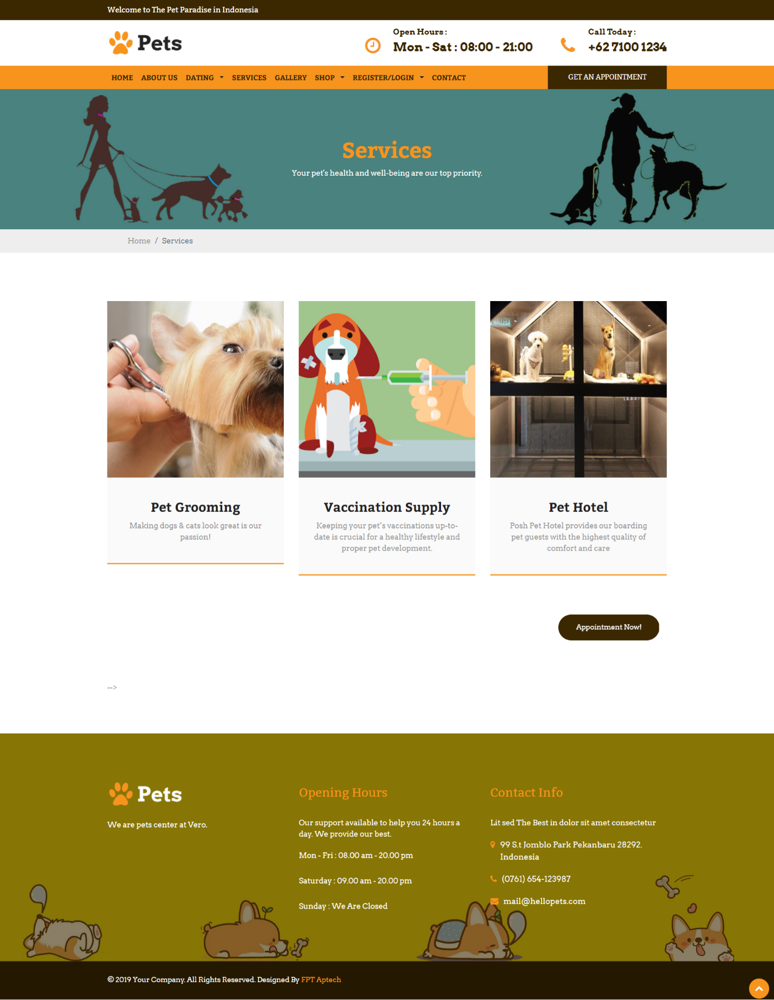 Welcome to The Pet Paradise in Indonesia
Pets
Open Hours :
Mon - Sat : 08:00 - 21:00
Call Today :
+62 7100 1234
HOME ABOUT US DATING SERVICES GALLERY SHOP REGISTER/LOGIN CONTACT GET AN APPOINTMENT
Services
Your pet's health and well-being are our top priority.
Home / Services
KELUAR
Pet Grooming
Making dogs & cats look great is our
passion!
Vaccination Supply
Keeping your pet’s vaccinations up-to-
date is crucial for a healthy lifestyle and
proper pet development.
Pet Hotel
Posh Pet Hotel provides our boarding
pet guests with the highest quality of
comfort and care
Appointment Now!
-->
Pets
We are pets center at Vero.
Opening Hours
Our support available to help you 24 hours a
day. We provide our best.
Mon - Fri : 08.00 am - 20.00 pm
Saturday : 09.00 am - 20.00 pm
Sunday : We Are Closed
Contact Info
Lit sed The Best in dolor sit amet consectetur
99 S.t Jomblo Park Pekanbaru 28292.
Indonesia
(0761) 654-123987
mail@hellopets.com
© 2019 Your Company. All Rights Reserved. Designed By FPT Aptech